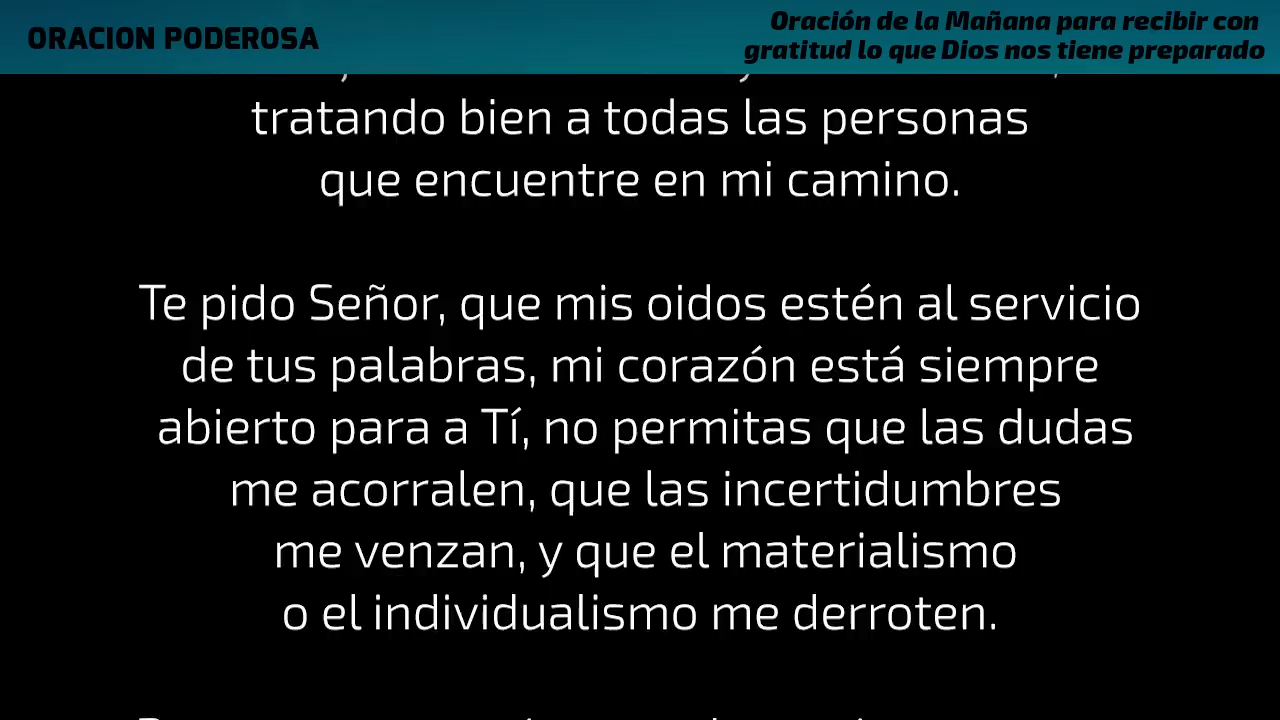 ORACION PODEROSA
Oración de la Mañana para recibir con
gratitud lo que Dios nos tiene preparado
tratando bien a todas las personas
que encuentre en mi camino.
Te pido Señor, que mis oidos estén al servicio
de tus palabras, mi corazón está siempre
abierto para a Tí, no permitas que las dudas
me acorralen, que las incertidumbres
me venzan, y que el materialismo
o el individualismo me derroten.